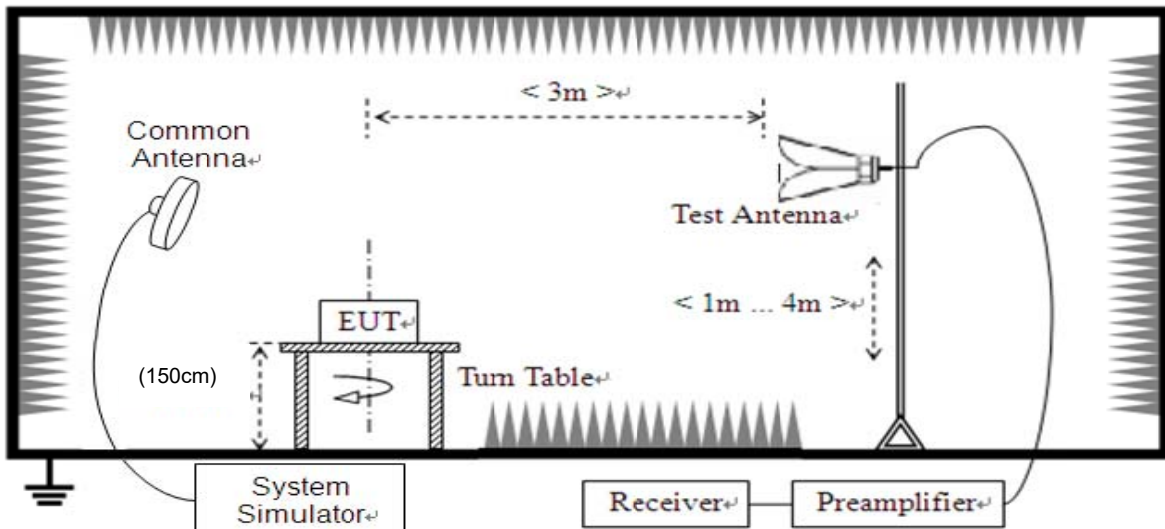 < 3m >↵
Common
Antenna↵
Test Antenna↵
< 1m ... 4m >↵
EUT↵
(150cm)
Turn Table↵
System
Simulator↵
Receiver↵
Preamplifier↵